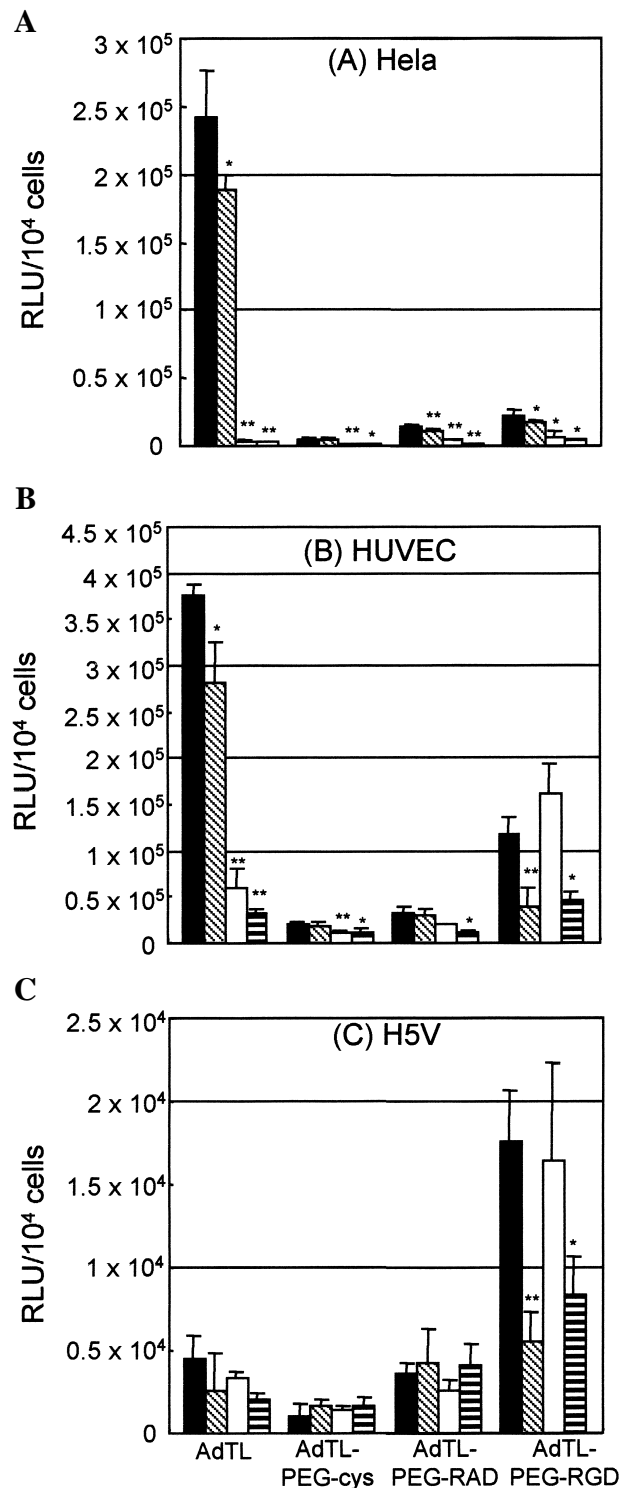 A
(A) Hela
3 x 10⁵
2.5 x 10⁵
2 x 10⁵
1.5 x 10⁵
1 x 10⁵
0.5 x 10⁵
0
RLU/10⁴ cells
* ** ** ** * ** ** ** * * *
B
(B) HUVEC
4.5 x 10⁵
4 x 10⁵
3.5 x 10⁵
3 x 10⁵
2.5 x 10⁵
2 x 10⁵
1.5 x 10⁵
1 x 10⁵
0.5 x 10⁵
0
RLU/10⁴ cells
* ** ** ** * * ** *
C
(C) H5V
2.5 x 10⁴
2 x 10⁴
1.5 x 10⁴
1 x 10⁴
0.5 x 10⁴
0
RLU/10⁴ cells
** *
AdTL
AdTL-
PEG-cys
AdTL-
PEG-RAD
AdTL-
PEG-RGD